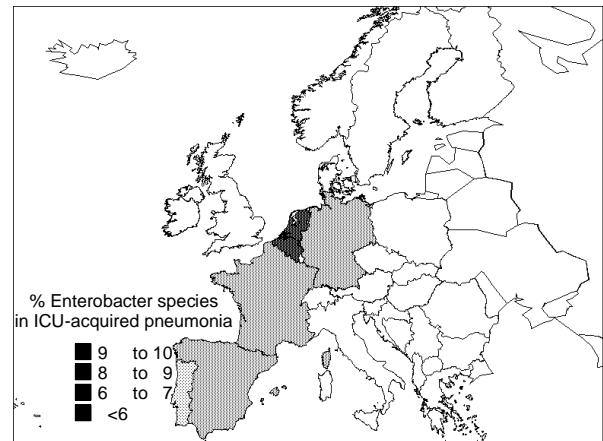 % Enterobacter species
in ICU-acquired pneumonia
9 to 10
8 to 9
6 to 7
<6